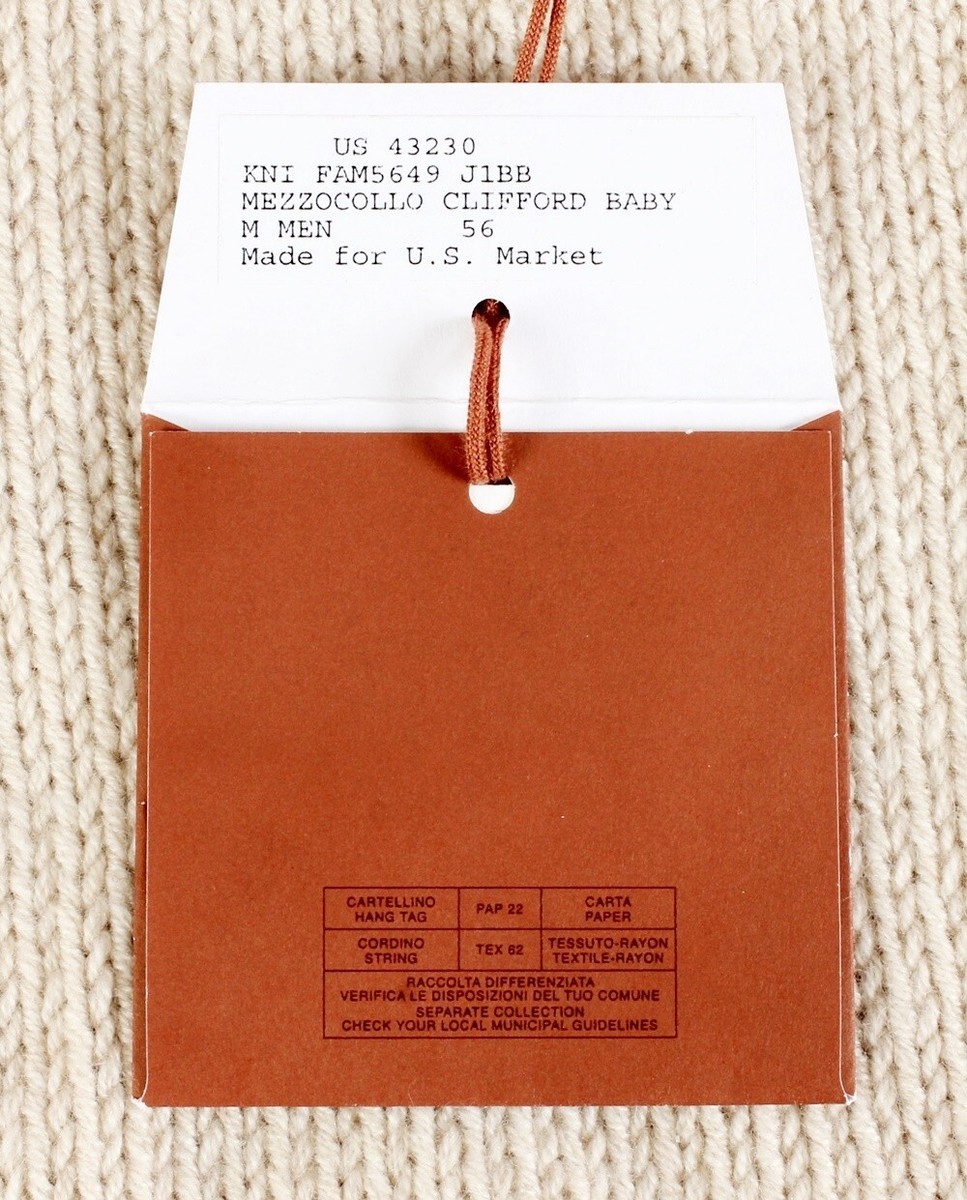 US 43230
KNI FAM5649 J1BB
MEZZOCOLLO CLIFFORD BABY
M MEN 56
Made for U.S. Market
CARTELLINO
HANG TAG
PAP 22
CARTA
PAPER
CORDINO
STRING
TEX 62
TESSUTO-RAYON
TEXTILE-RAYON
RACCOLTA DIFFERENZIATA
VERIFICA LE DISPOSIZIONI DEL TUO COMUNE
SEPARATE COLLECTION
CHECK YOUR LOCAL MUNICIPAL GUIDELINES